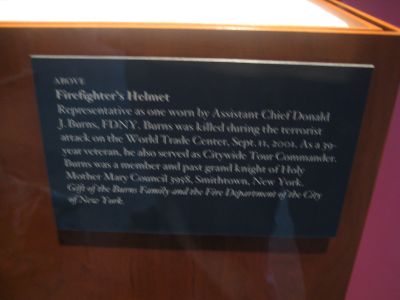 ABOVE
Firefighter's Helmet
Representative as one worn by Assistant Chief Donald
J. Burns, FDNY. Burns was killed during the terrorist
attack on the World Trade Center, Sept. 11, 2001. As a 39-
year veteran, he also served as Citywide Tour Commander.
Burns was a member and past grand knight of Holy
Mother Mary Council 3958, Smithtown, New York.
Gift of the Burns Family and the Fire Department of the City
of New York.